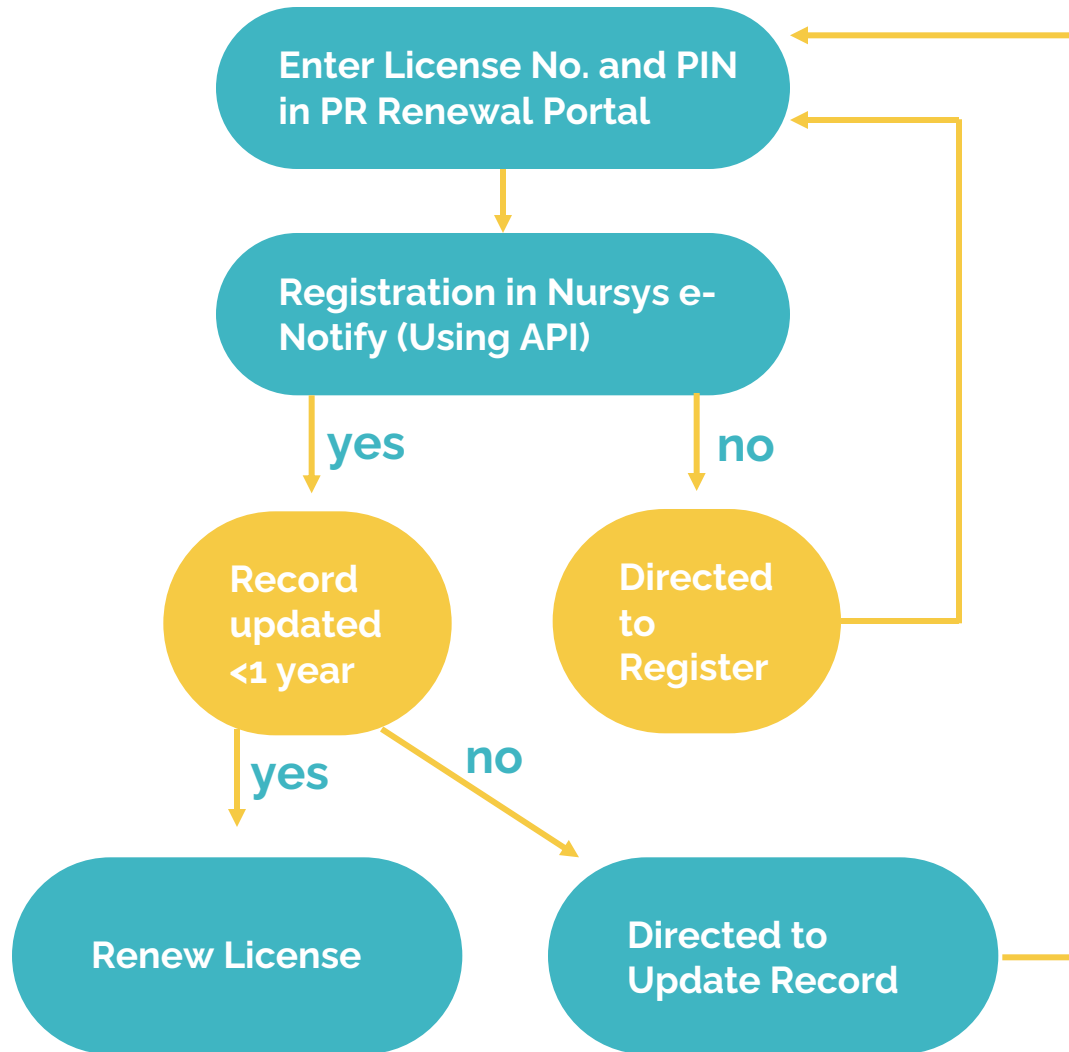 Enter License No. and PIN
in PR Renewal Portal
Registration in Nursys e-
Notify (Using API)
yes
no
Record
updated
<1 year
Directed
to
Register
yes
no
Renew License
Directed to
Update Record